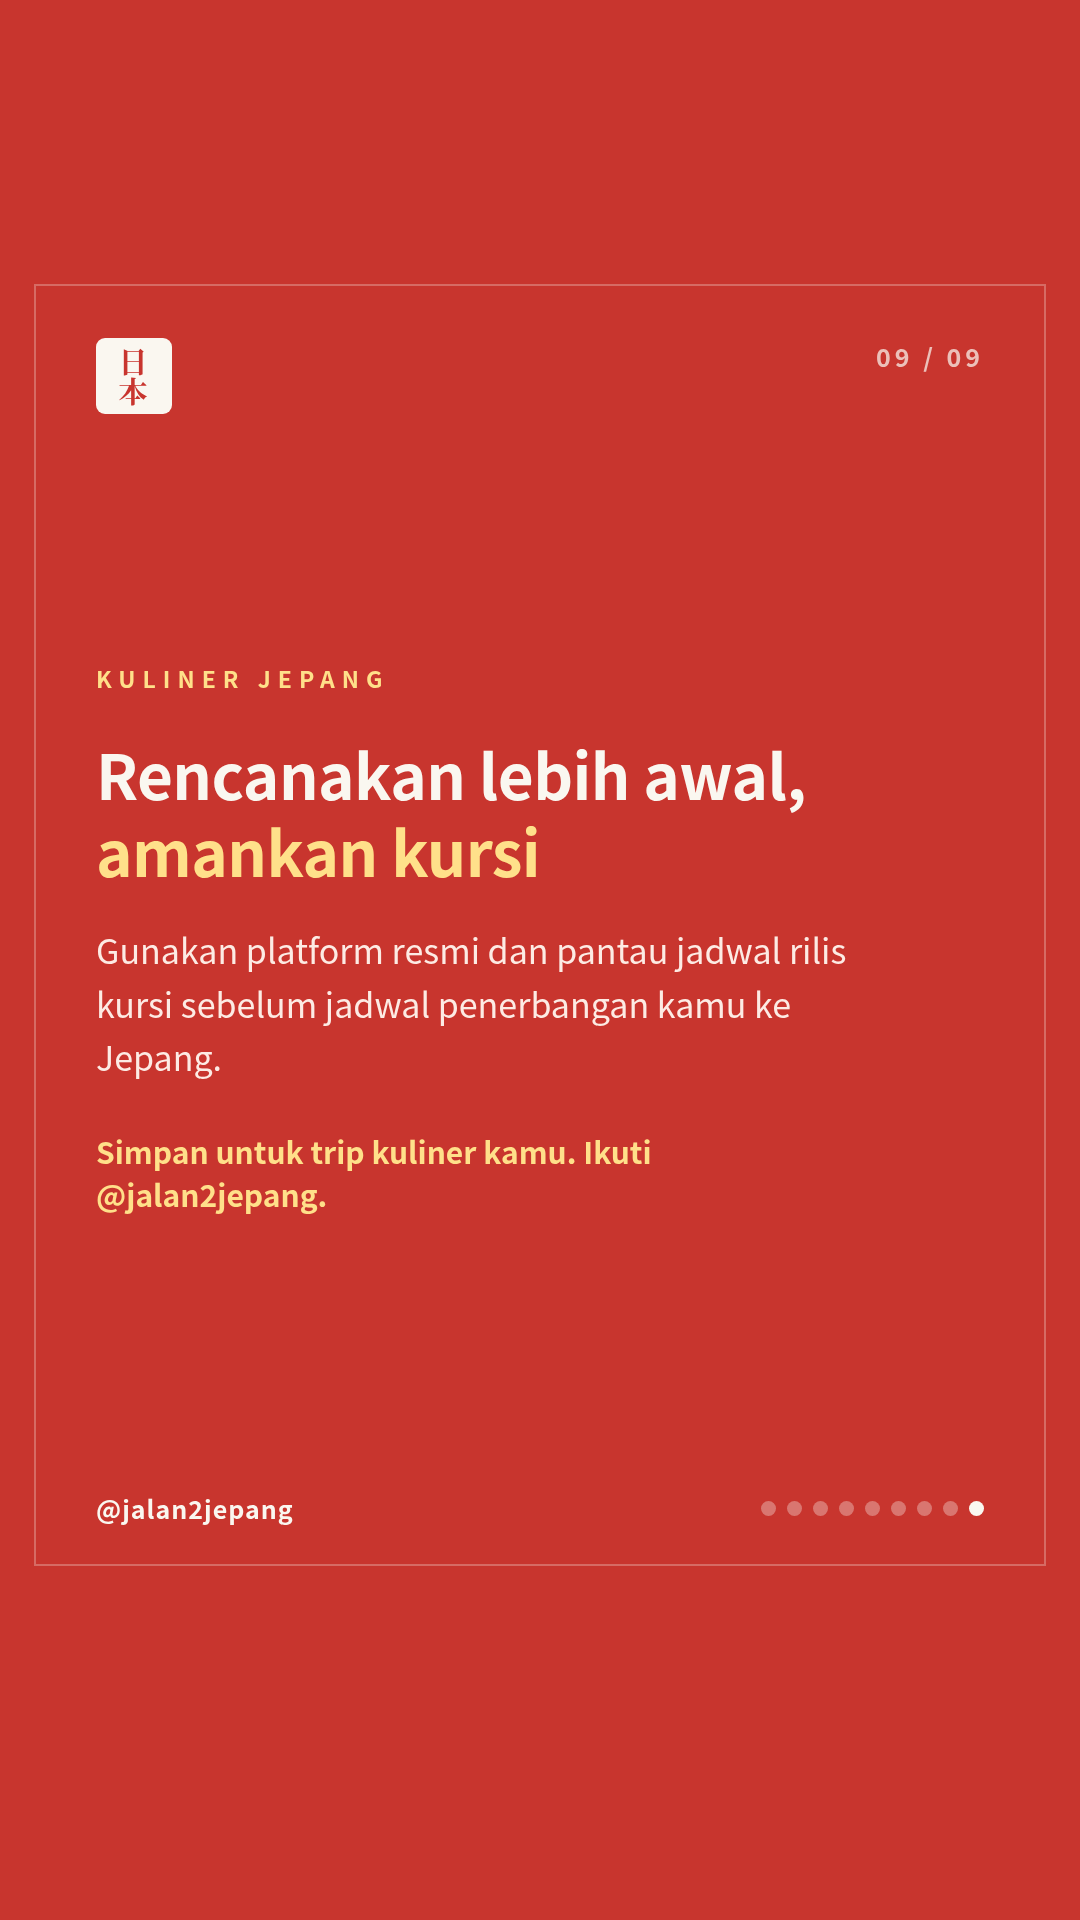 日
本
09 / 09
KULINER JEPANG
Rencanakan lebih awal,
amankan kursi
Gunakan platform resmi dan pantau jadwal rilis
kursi sebelum jadwal penerbangan kamu ke
Jepang.
Simpan untuk trip kuliner kamu. Ikuti
@jalan2jepang.
@jalan2jepang